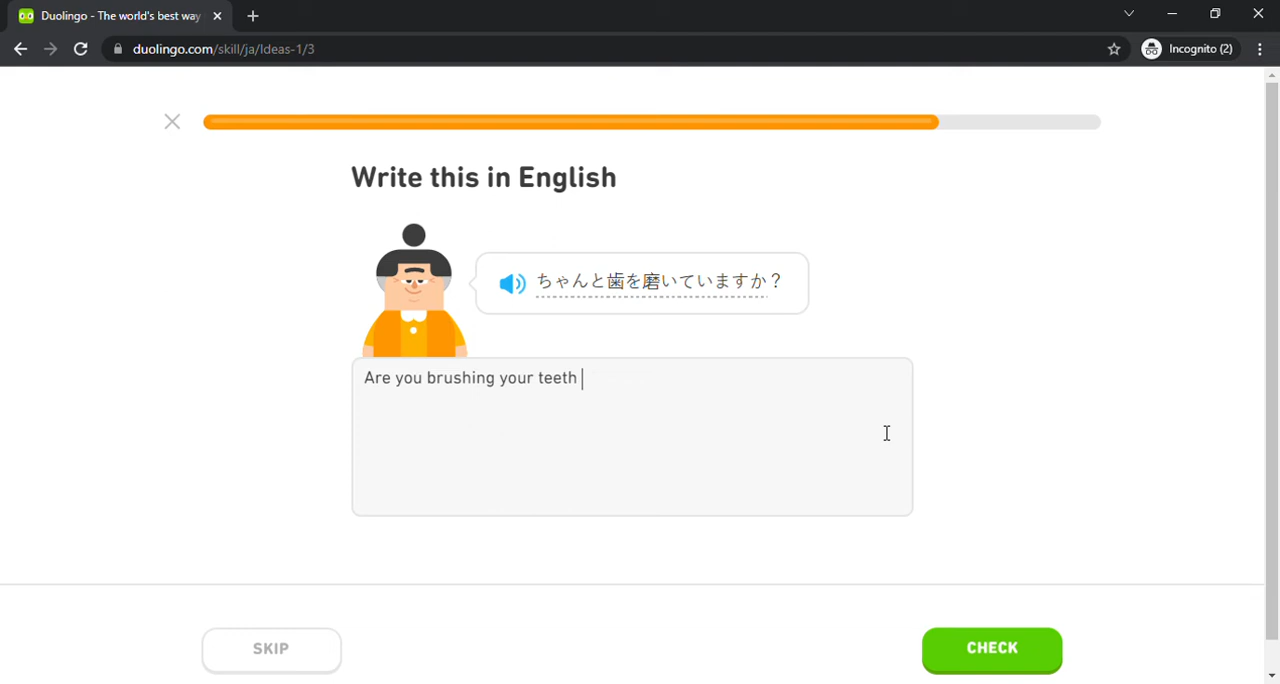 Duolingo - The world's best way
duolingo.com/skill/ja/Ideas-1/3
Incognito (2)
Write this in English
ちゃんと歯を磨いていますか？
Are you brushing your teeth
SKIP
CHECK